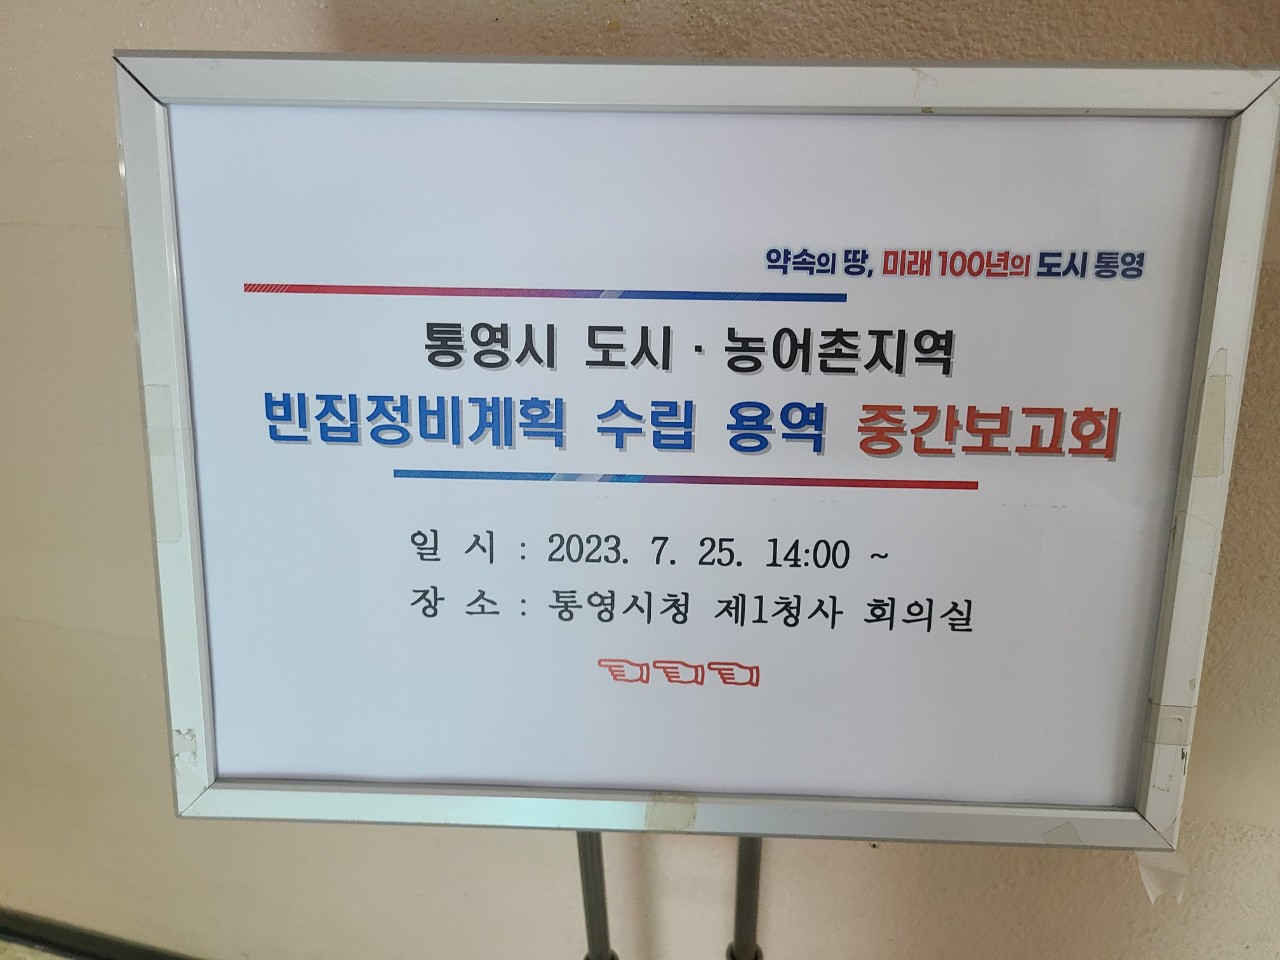 약속의 땅, 미래 100년의 도시 통영
통영시 도시·농어촌지역
빈집정비계획 수립 용역 중간보고회
일 시 : 2023. 7. 25. 14:00 ~
장 소 : 통영시청 제1청사 회의실